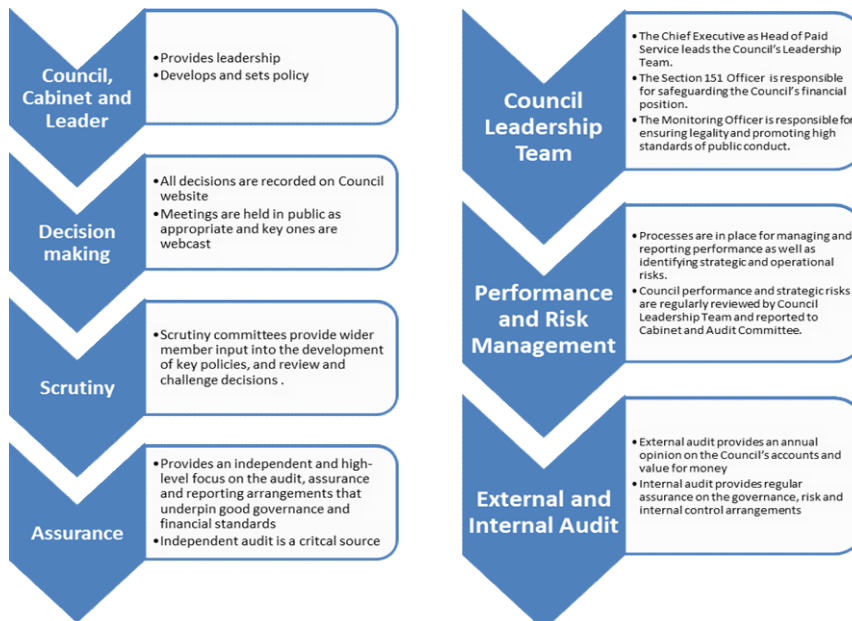 Council,
Cabinet and
Leader
•Provides leadership
•Develops and sets policy
Decision
making
•All decisions are recorded on Council
website
•Meetings are held in public as
appropriate and key ones are
webcast
Scrutiny
•Scrutiny committees provide wider
member input into the development
of key policies, and review and
challenge decisions .
Assurance
•Provides an independent and high-
level focus on the audit, assurance
and reporting arrangements that
underpin good governance and
financial standards
•Independent audit is a critcal source
Council
Leadership
Team
•The Chief Executive as Head of Paid
Service leads the Council's Leadership
Team.
•The Section 151 Officer is responsible
for safeguarding the Council's financial
position.
•The Monitoring Officer is responsible for
ensuring legality and promoting high
standards of public conduct.
Performance
and Risk
Management
•Processes are in place for managing and
reporting performance as well as
identifying strategic and operational
risks.
•Council performance and strategic risks
are regularly reviewed by Council
Leadership Team and reported to
Cabinet and Audit Committee.
External and
Internal Audit
•External audit provides an annual
opinion on the Council's accounts and
value for money
•Internal audit provides regular
assurance on the governance, risk and
internal control arrangements